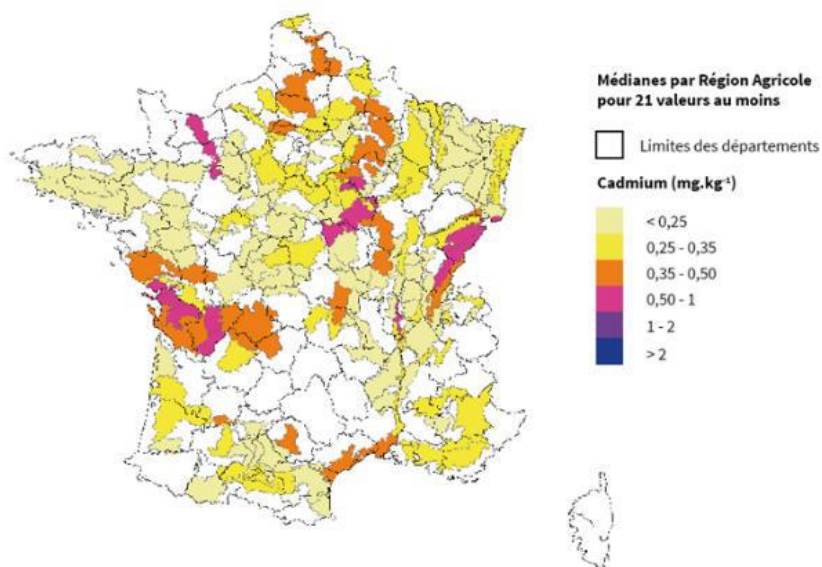 Médianes par Région Agricole
pour 21 valeurs au moins
Limites des départements
Cadmium (mg.kg⁻¹)
< 0,25
0,25 - 0,35
0,35 - 0,50
0,50 - 1
1 - 2
> 2